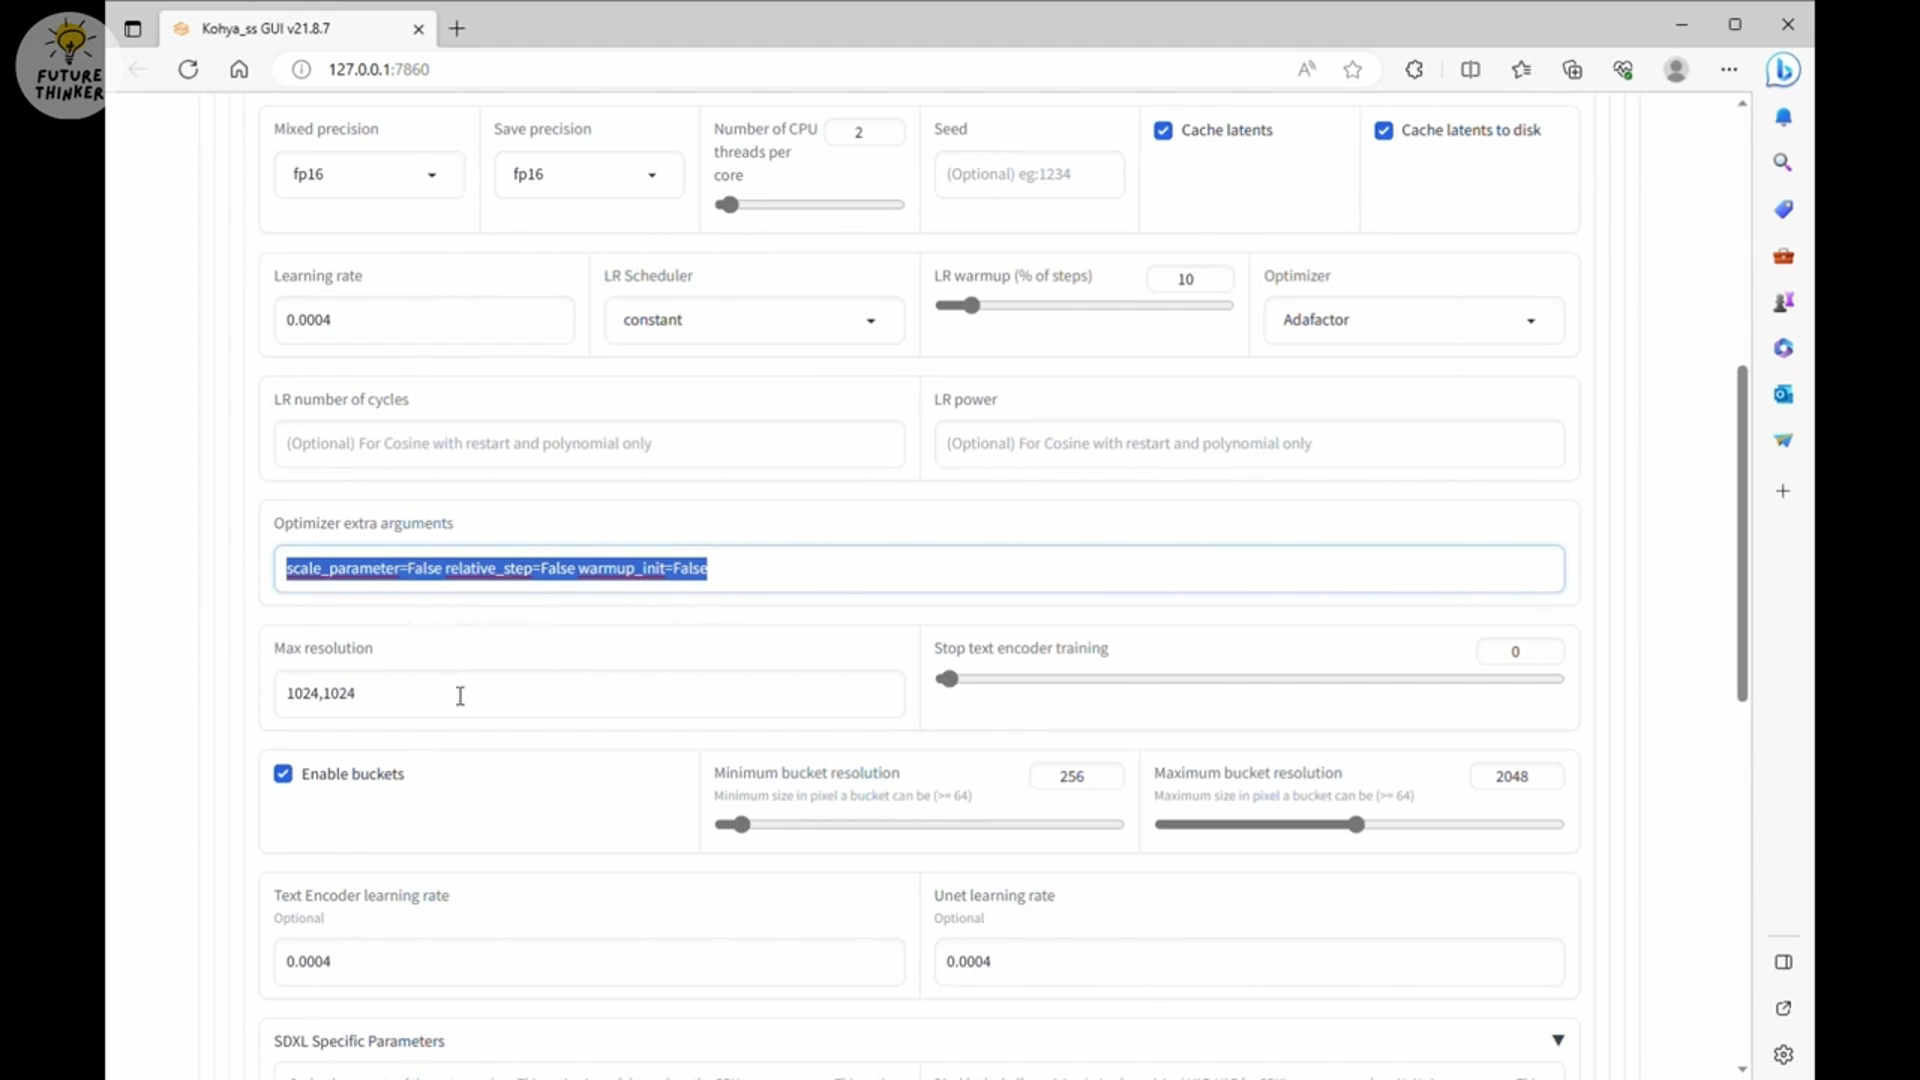 Kohya_ss GUI v21.8.7
FUTURE
THINKER
127.0.0.1:7860
Mixed precision
fp16
Save precision
fp16
Number of CPU
threads per
core
2
Seed
(Optional) eg:1234
Cache latents
Cache latents to disk
Learning rate
0.0004
LR Scheduler
constant
LR warmup (% of steps)
10
Optimizer
Adafactor
LR number of cycles
(Optional) For Cosine with restart and polynomial only
LR power
(Optional) For Cosine with restart and polynomial only
Optimizer extra arguments
scale_parameter=False relative_step=False warmup_init=False
Max resolution
1024,1024
Stop text encoder training
0
Enable buckets
Minimum bucket resolution
Minimum size in pixel a bucket can be (>= 64)
256
Maximum bucket resolution
Maximum size in pixel a bucket can be (>= 64)
2048
Text Encoder learning rate
Optional
0.0004
Unet learning rate
Optional
0.0004
SDXL Specific Parameters